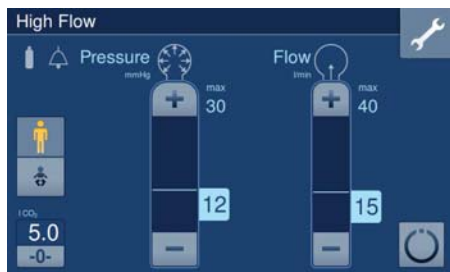 High Flow
Pressure
mmHg
Flow
l/min
+
max
30
+
max
40
12
15
I CO₂
5.0
-0-
−
−